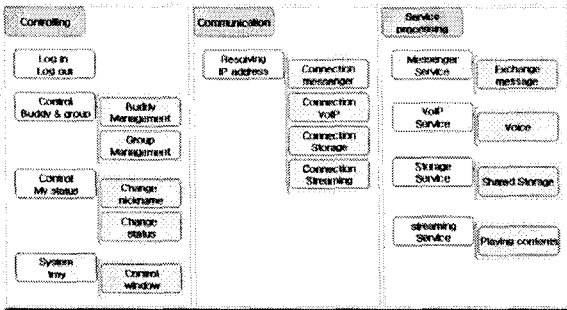 Controlling
Log in
Log out
Control
Buddy & group
Buddy
Management
Group
Management
Control
My status
Change
nickname
Change
status
System
tray
Control
window
Communication
Resolving
IP address
Connection
messenger
Connection
VoIP
Connection
Storage
Connection
Streaming
Service
processing
Messenger
Service
Exchange
message
VoIP
Service
Voice
Storage
Service
Shared Storage
streaming
Service
Playing contents